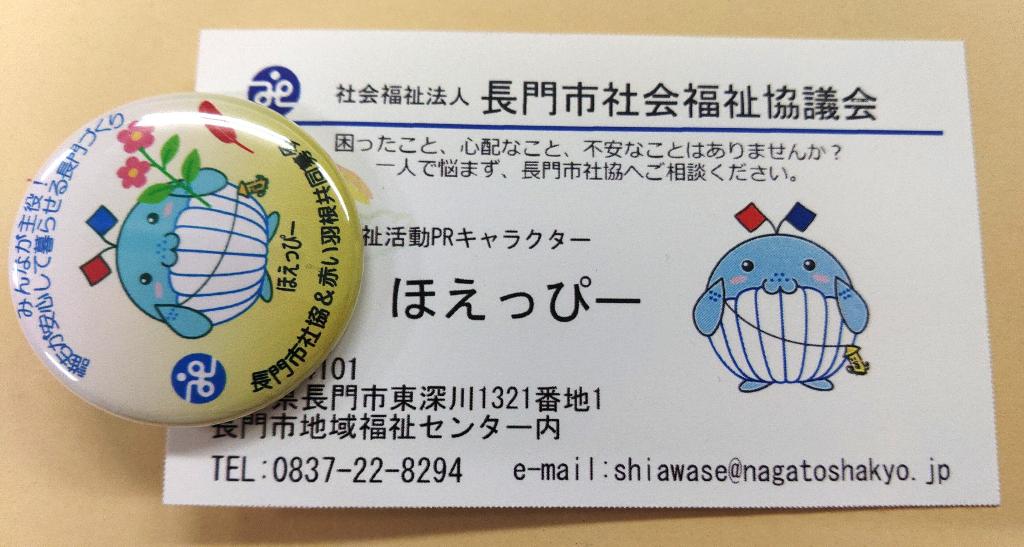 社会福祉法人 長門市社会福祉協議会
困ったこと、心配なこと、不安なことはありませんか?
一人で悩まず、長門市社協へご相談ください。
祉活動PRキャラクター
ほえっぴー
101
県長門市東深川1321番地1
長門市地域福祉センター内
TEL:0837-22-8294 e-mail:shiawase@nagatoshakyo.jp
みんなが主役!
誰もが安心して暮らせる長門づくり
ほえっぴー
長門市社協&赤い羽根共同募金